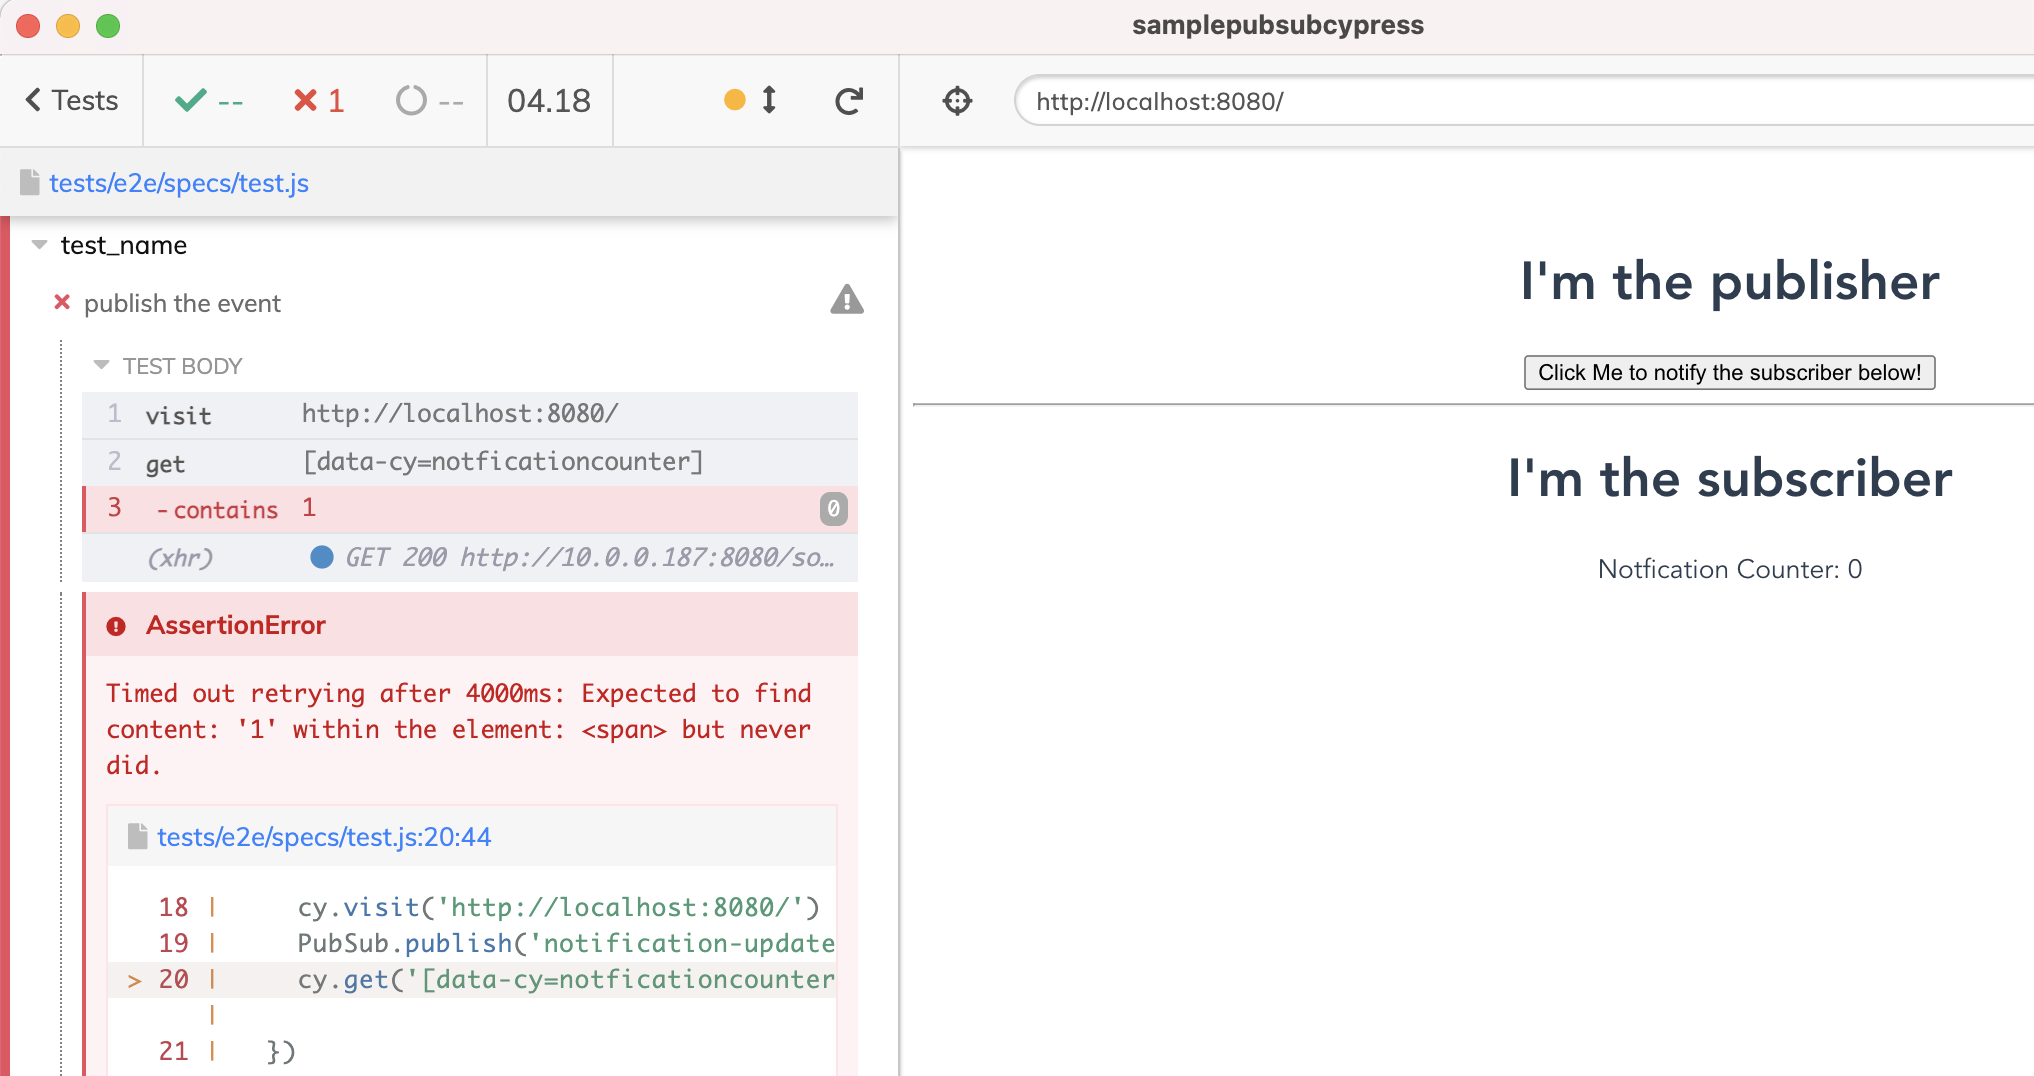 samplepubsubcypress
Tests -- 1 -- 04.18
http://localhost:8080/
tests/e2e/specs/test.js
test_name
publish the event
TEST BODY
1 visit http://localhost:8080/
2 get [data-cy=notficationcounter]
3 -contains 1 0
(xhr) GET 200 http://10.0.0.187:8080/so…
AssertionError
Timed out retrying after 4000ms: Expected to find
content: '1' within the element: <span> but never
did.
tests/e2e/specs/test.js:20:44
18 | cy.visit('http://localhost:8080/')
19 | PubSub.publish('notification-update
> 20 | cy.get('[data-cy=notficationcounter
|
21 | })
I'm the publisher
Click Me to notify the subscriber below!
I'm the subscriber
Notfication Counter: 0